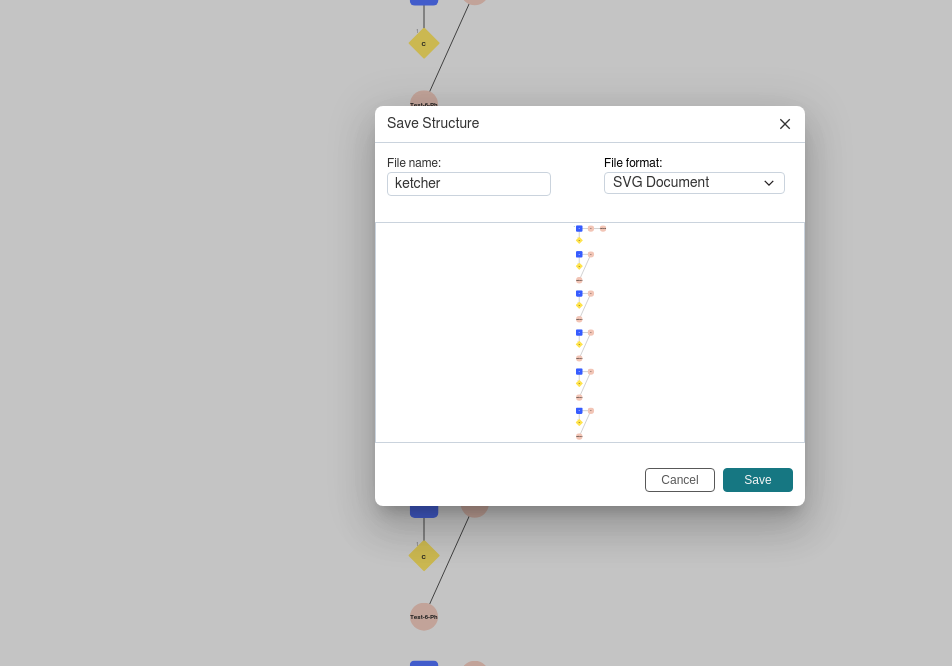 C
Test-6-Ph
Save Structure
File name:
File format:
ketcher
SVG Document
Cancel
Save
C
Test-6-Ph